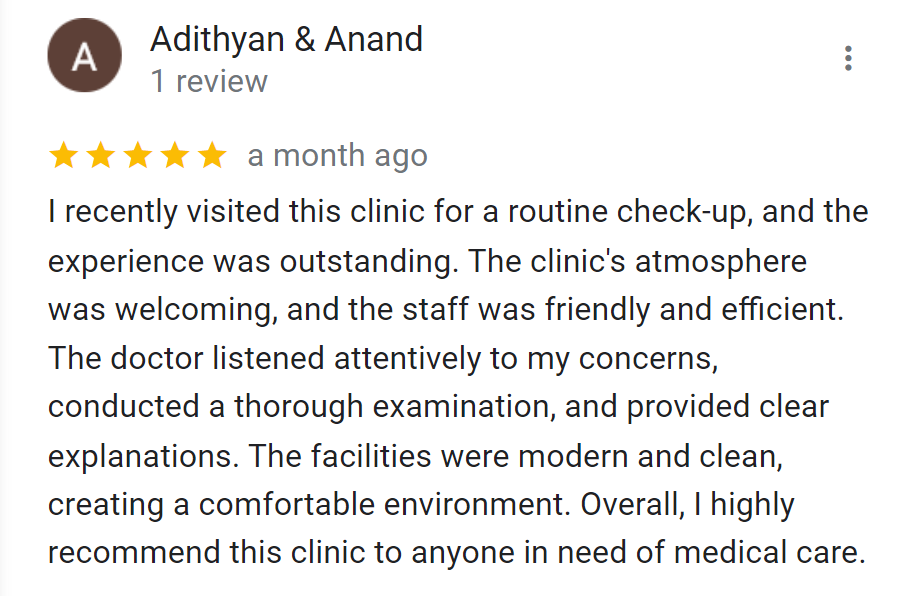 A
Adithyan & Anand
1 review
a month ago
I recently visited this clinic for a routine check-up, and the
experience was outstanding. The clinic's atmosphere
was welcoming, and the staff was friendly and efficient.
The doctor listened attentively to my concerns,
conducted a thorough examination, and provided clear
explanations. The facilities were modern and clean,
creating a comfortable environment. Overall, I highly
recommend this clinic to anyone in need of medical care.